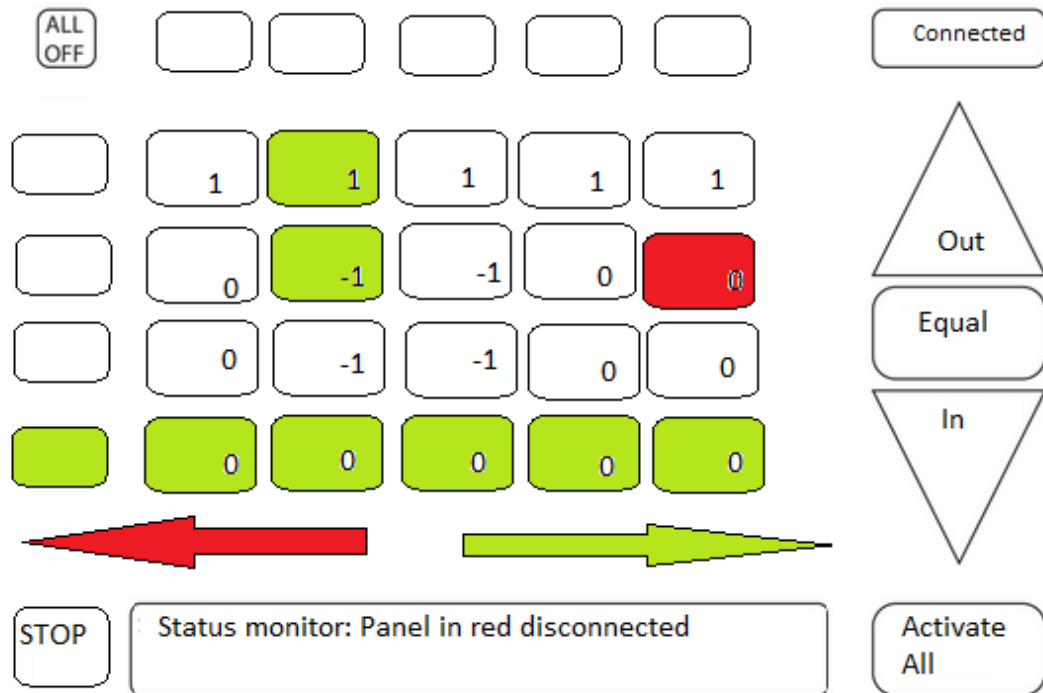 ALL
OFF
Connected
1 1 1 1 1
0 -1 -1 0 0
Out
Equal
0 -1 -1 0 0
In
0 0 0 0 0
STOP
Status monitor: Panel in red disconnected
Activate
All